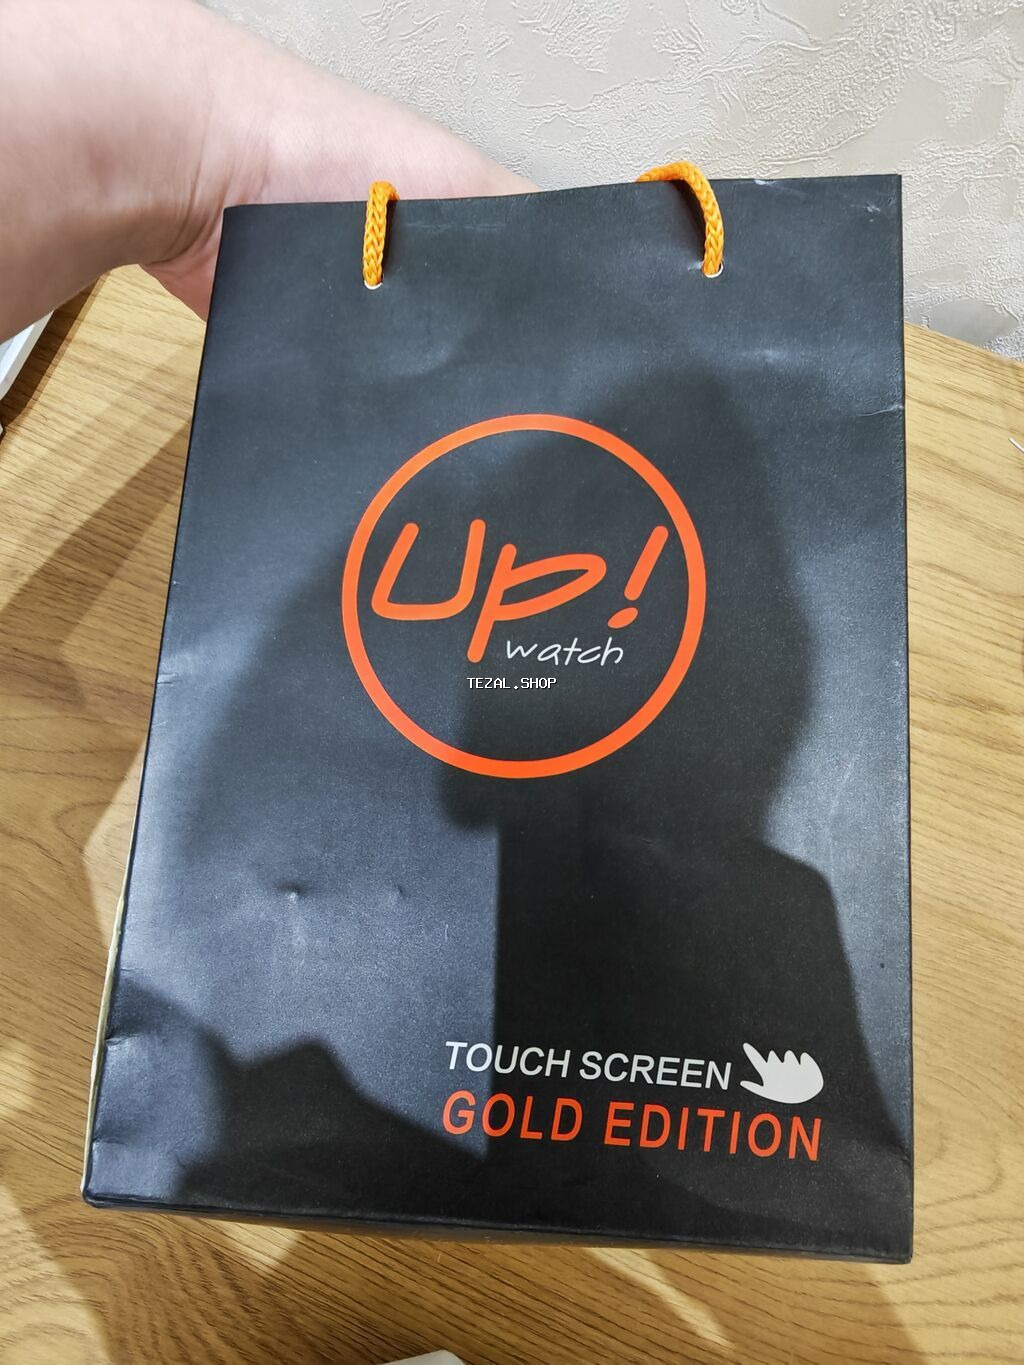 Up!
watch
TEZAL.SHOP
TOUCH SCREEN
GOLD EDITION